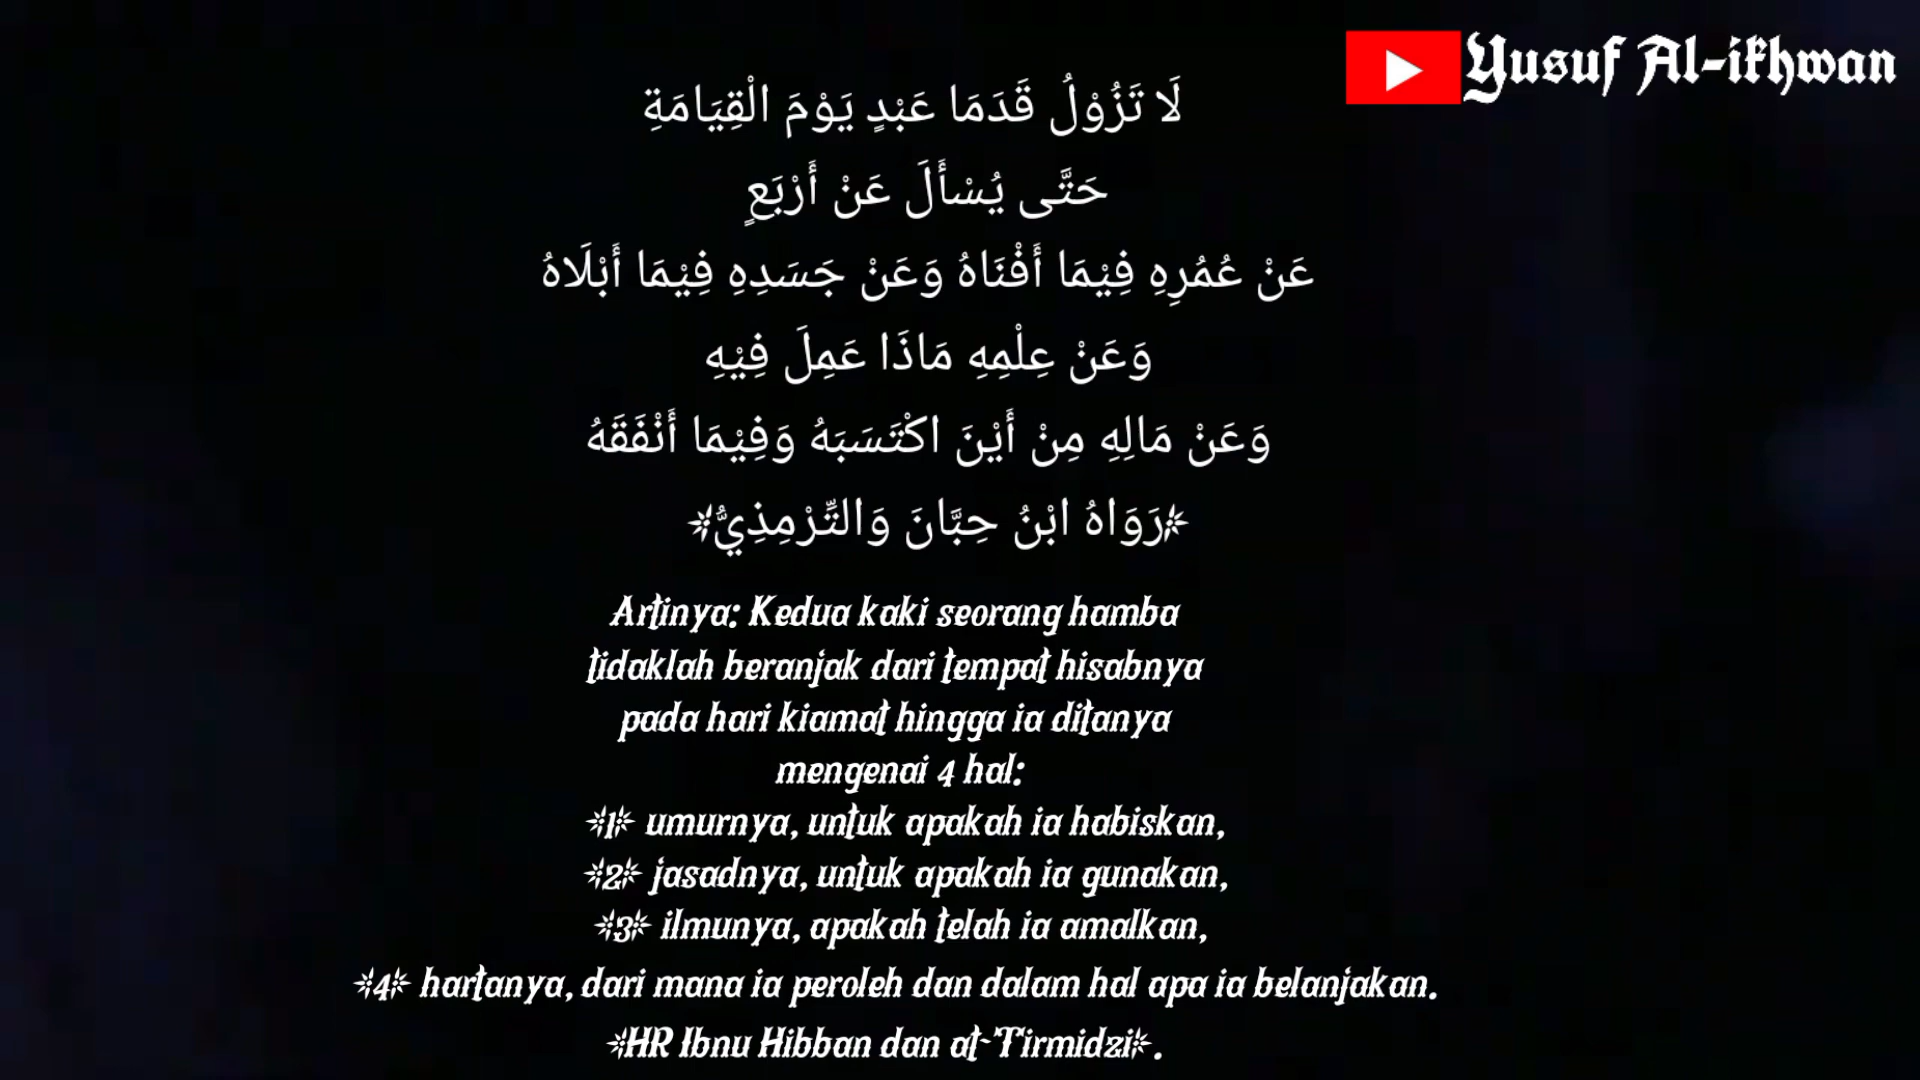 Yusuf Al-ikhwan
لَا تَزُوْلُ قَدَمَا عَبْدٍ يَوْمَ الْقِيَامَةِ
حَتَّى يُسْأَلَ عَنْ أَرْبَعٍ
عَنْ عُمُرِهِ فِيْمَا أَفْنَاهُ وَعَنْ جَسَدِهِ فِيْمَا أَبْلَاهُ
وَعَنْ عِلْمِهِ مَاذَا عَمِلَ فِيْهِ
وَعَنْ مَالِهِ مِنْ أَيْنَ اكْتَسَبَهُ وَفِيْمَا أَنْفَقَهُ
*رَوَاهُ ابْنُ حِبَّانَ وَالتِّرْمِذِيُّ*
Artinya: Kedua kaki seorang hamba
tidaklah beranjak dari tempat hisabnya
pada hari kiamat hingga ia ditanya
mengenai 4 hal:
*1* umurnya, untuk apakah ia habiskan,
*2* jasadnya, untuk apakah ia gunakan,
*3* ilmunya, apakah telah ia amalkan,
*4* hartanya, dari mana ia peroleh dan dalam hal apa ia belanjakan.
*HR Ibnu Hibban dan at-Tirmidzi*.